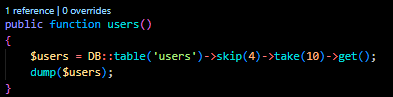 1 reference | 0 overrides
public function users()
{
    $users = DB::table('users')->skip(4)->take(10)->get();
    dump($users);
}